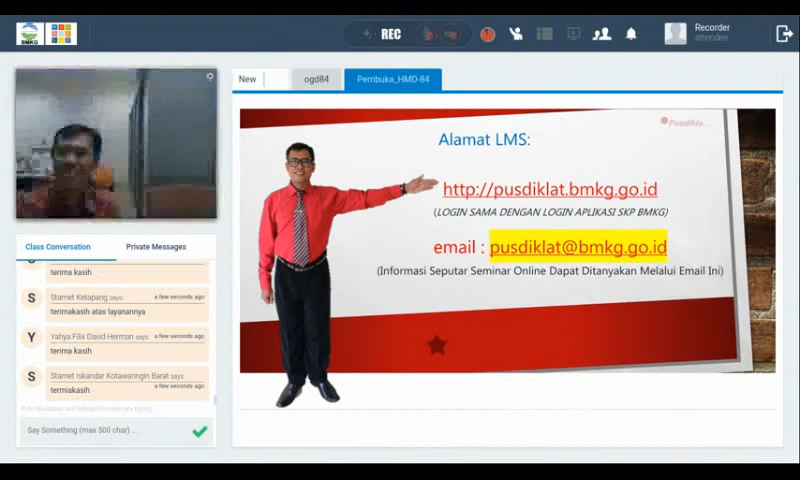 BMKG
REC
Recorder
attendee
New
ogd84
Pembuka_HMD-84
Pusdikla...
Alamat LMS:
http://pusdiklat.bmkg.go.id
(LOGIN SAMA DENGAN LOGIN APLIKASI SKP BMKG)
email : pusdiklat@bmkg.go.id
(Informasi Seputar Seminar Online Dapat Ditanyakan Melalui Email Ini)
Class Conversation
Private Messages
terima kasih
S
Stamet Ketapang says:
a few seconds ago
terimakasih atas layanannya
Y
Yahya Filix David Herman says:
a few seconds ago
terima kasih
S
Stamet Iskandar Kotawaringin Barat says:
a few seconds ago
termiakasih
Say Something (max 500 char) ...